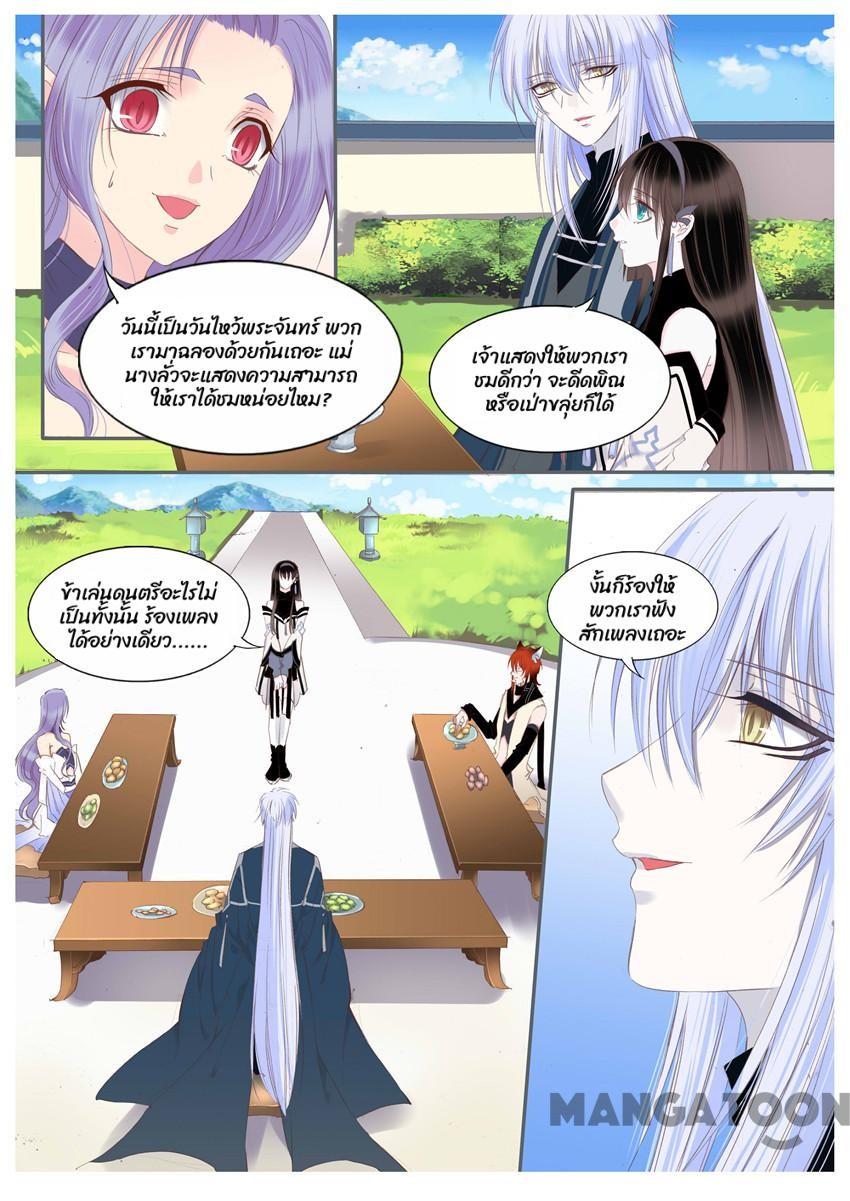 วันนี้เป็นวันไหว้พระจันทร์ พวก
เรามาฉลองด้วยกันเถอะ แม่
นางลั่วจะแสดงความสามารถ
ให้เราได้ชมหน่อยไหม?
เจ้าแสดงให้พวกเรา
ชมดีกว่า จะดีดพิณ
หรือเป่าขลุ่ยก็ได้
ข้าเล่นดนตรีอะไรไม่
เป็นทั้งนั้น ร้องเพลง
ได้อย่างเดียว......
งั้นก็ร้องให้
พวกเราฟัง
สักเพลงเถอะ
MANGATOON